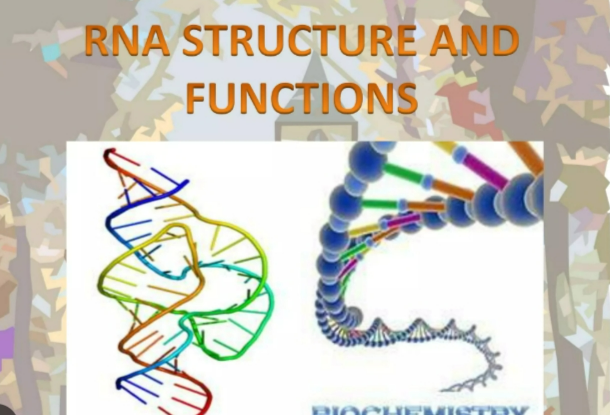 RNA STRUCTURE AND
FUNCTIONS
BIOCHEMISTRY